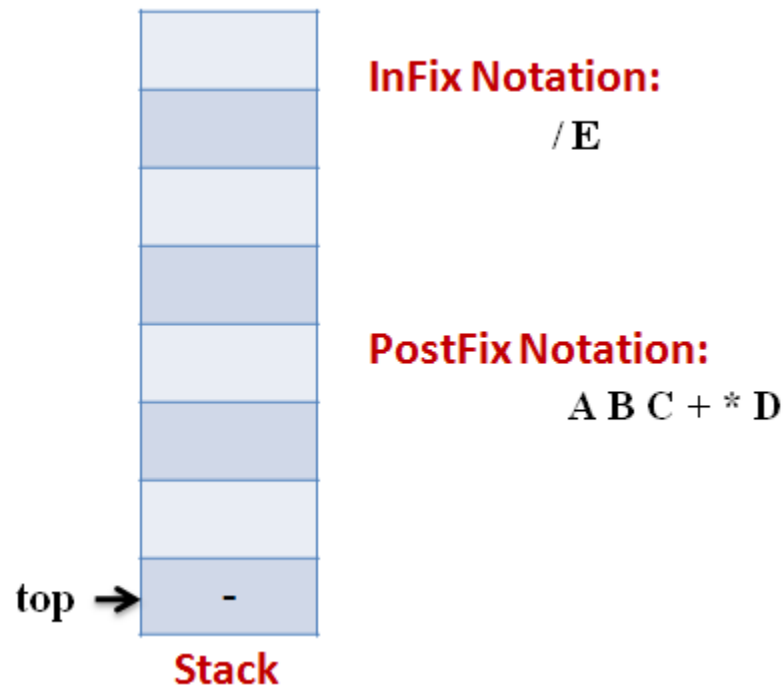 InFix Notation:
/ E
PostFix Notation:
A B C + * D
top
-
Stack